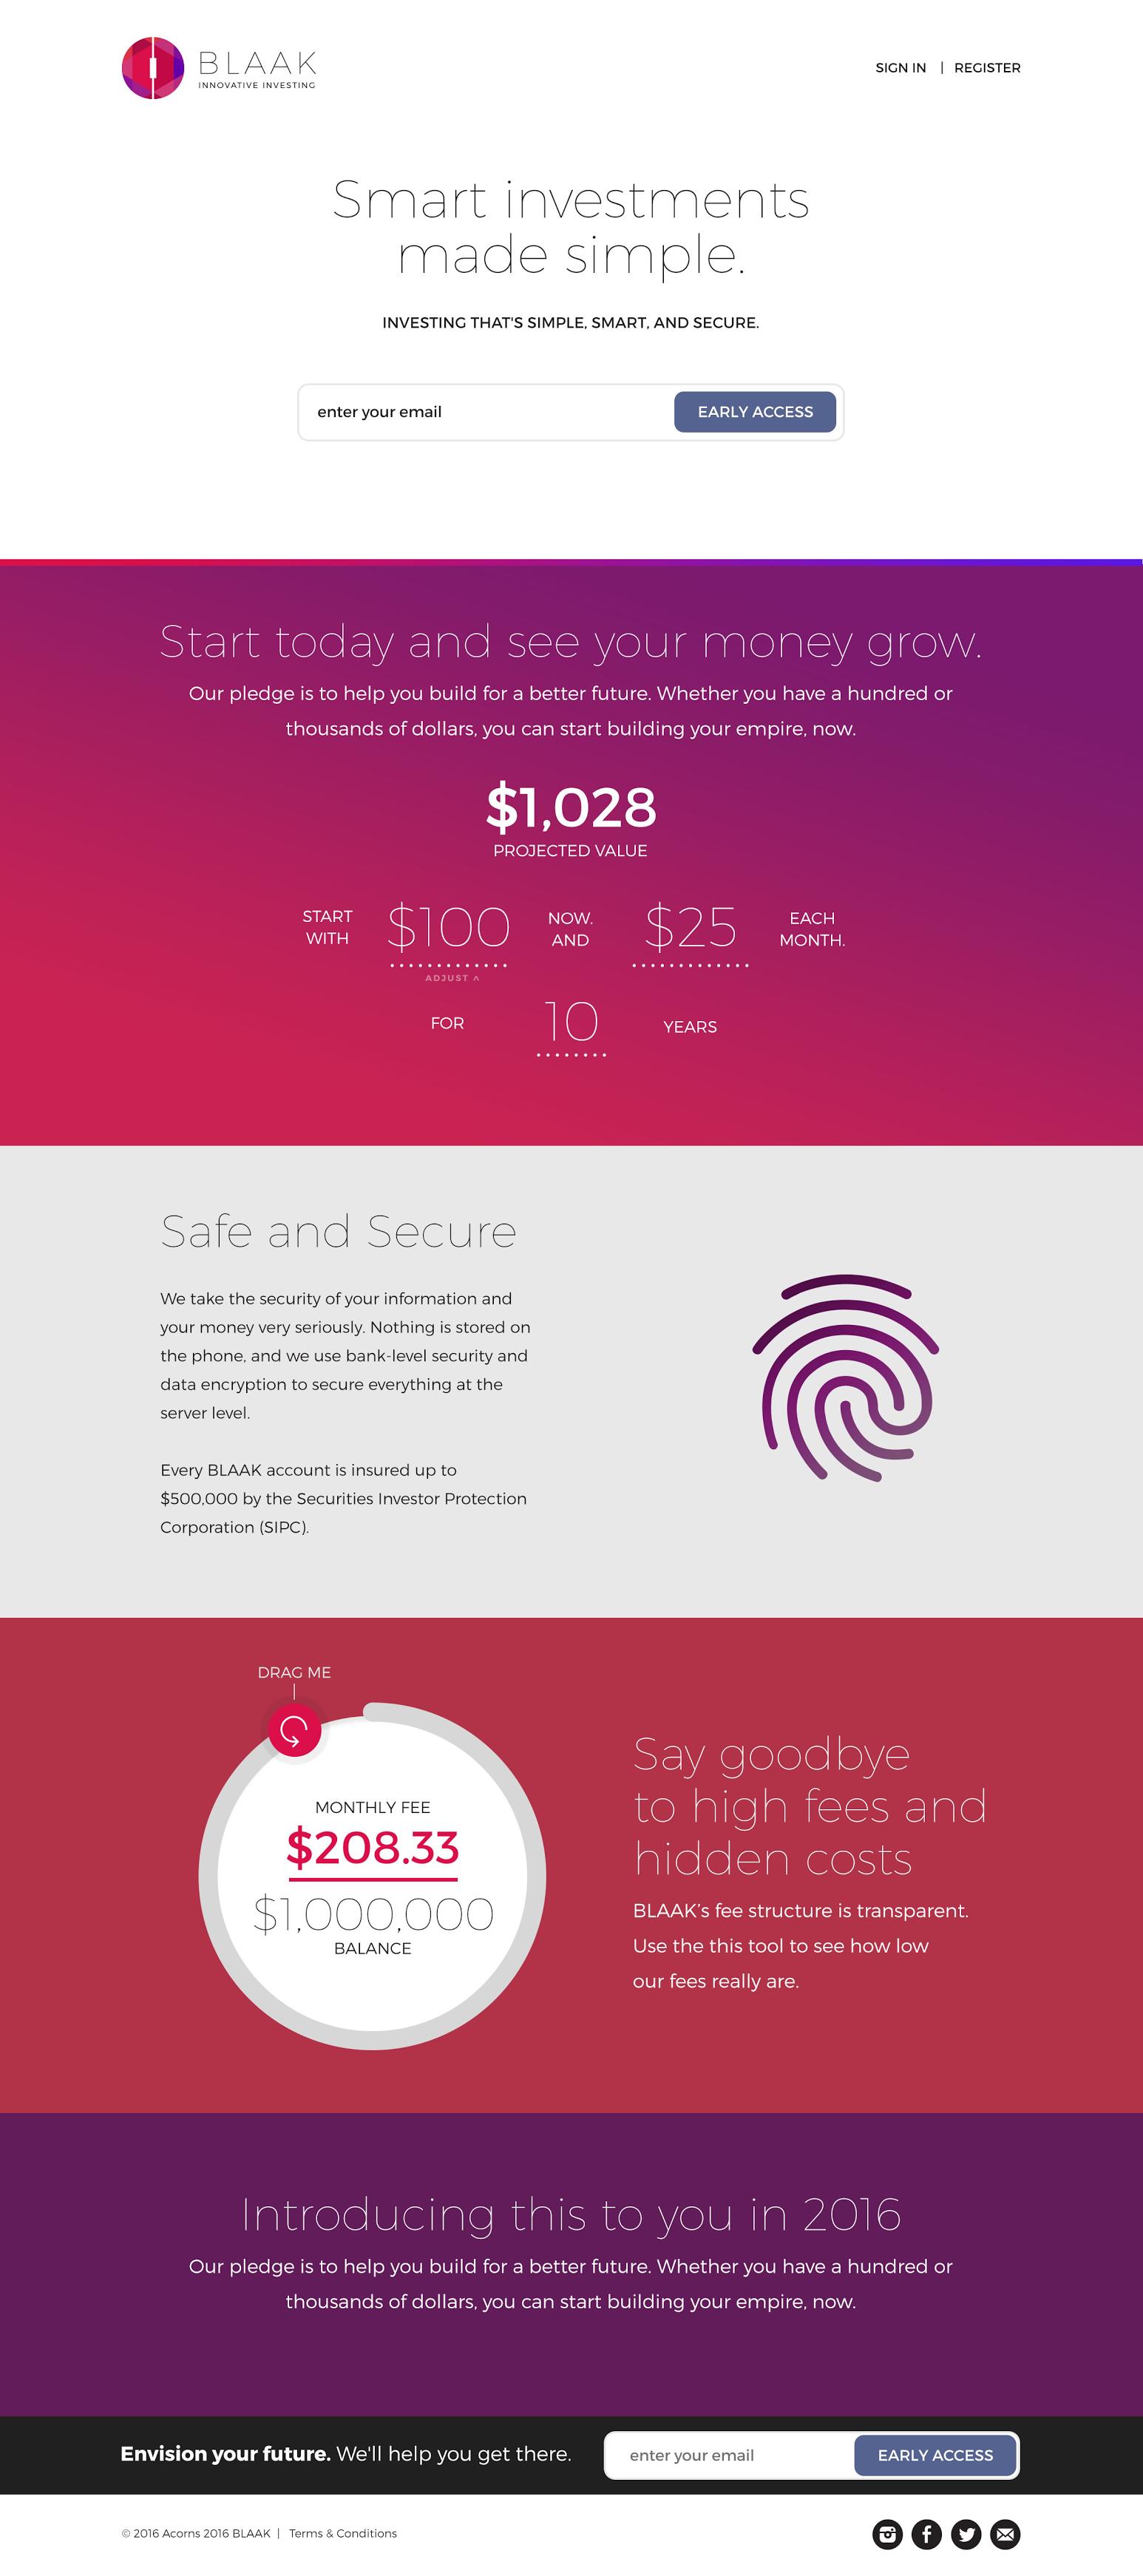 BLAAK
INNOVATIVE INVESTING
SIGN IN | REGISTER
Smart investments
made simple.
INVESTING THAT'S SIMPLE, SMART, AND SECURE.
enter your email
EARLY ACCESS
Start today and see your money grow.
Our pledge is to help you build for a better future. Whether you have a hundred or
thousands of dollars, you can start building your empire, now.
$1,028
PROJECTED VALUE
START
WITH
$100
ADJUST ^
NOW.
AND
$25
EACH
MONTH.
FOR
10
YEARS
Safe and Secure
We take the security of your information and
your money very seriously. Nothing is stored on
the phone, and we use bank-level security and
data encryption to secure everything at the
server level.
Every BLAAK account is insured up to
$500,000 by the Securities Investor Protection
Corporation (SIPC).
DRAG ME
MONTHLY FEE
$208.33
$1,000,000
BALANCE
Say goodbye
to high fees and
hidden costs
BLAAK's fee structure is transparent.
Use the this tool to see how low
our fees really are.
Introducing this to you in 2016
Our pledge is to help you build for a better future. Whether you have a hundred or
thousands of dollars, you can start building your empire, now.
Envision your future. We'll help you get there.
enter your email
EARLY ACCESS
© 2016 Acorns 2016 BLAAK | Terms & Conditions